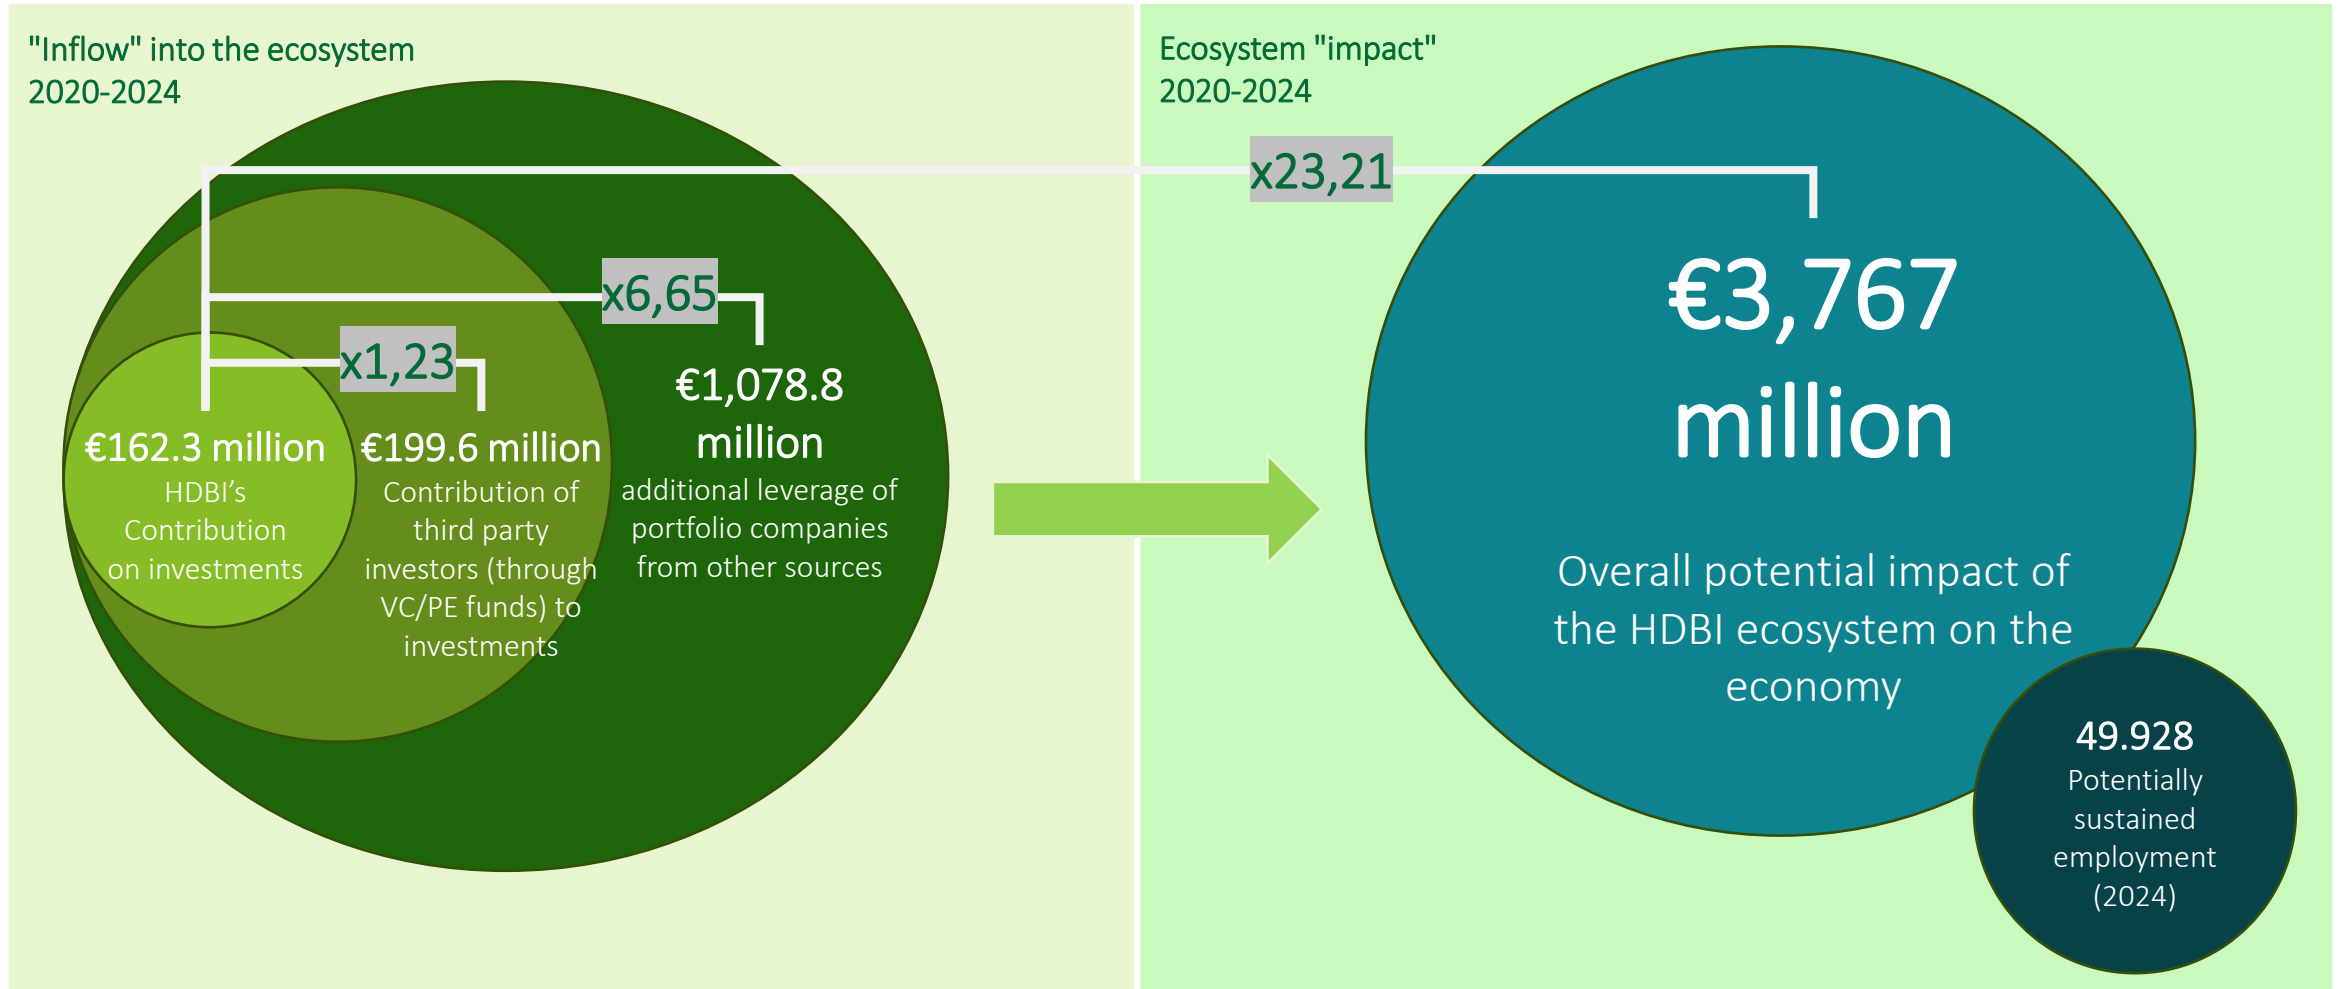 "Inflow" into the ecosystem
2020-2024
x6,65
x1,23
€162.3 million
HDBI’s
Contribution
on investments
€199.6 million
Contribution of
third party
investors (through
VC/PE funds) to
investments
€1,078.8
million
additional leverage of
portfolio companies
from other sources
Ecosystem "impact"
2020-2024
x23,21
€3,767
million
Overall potential impact of
the HDBI ecosystem on the
economy
49.928
Potentially
sustained
employment
(2024)